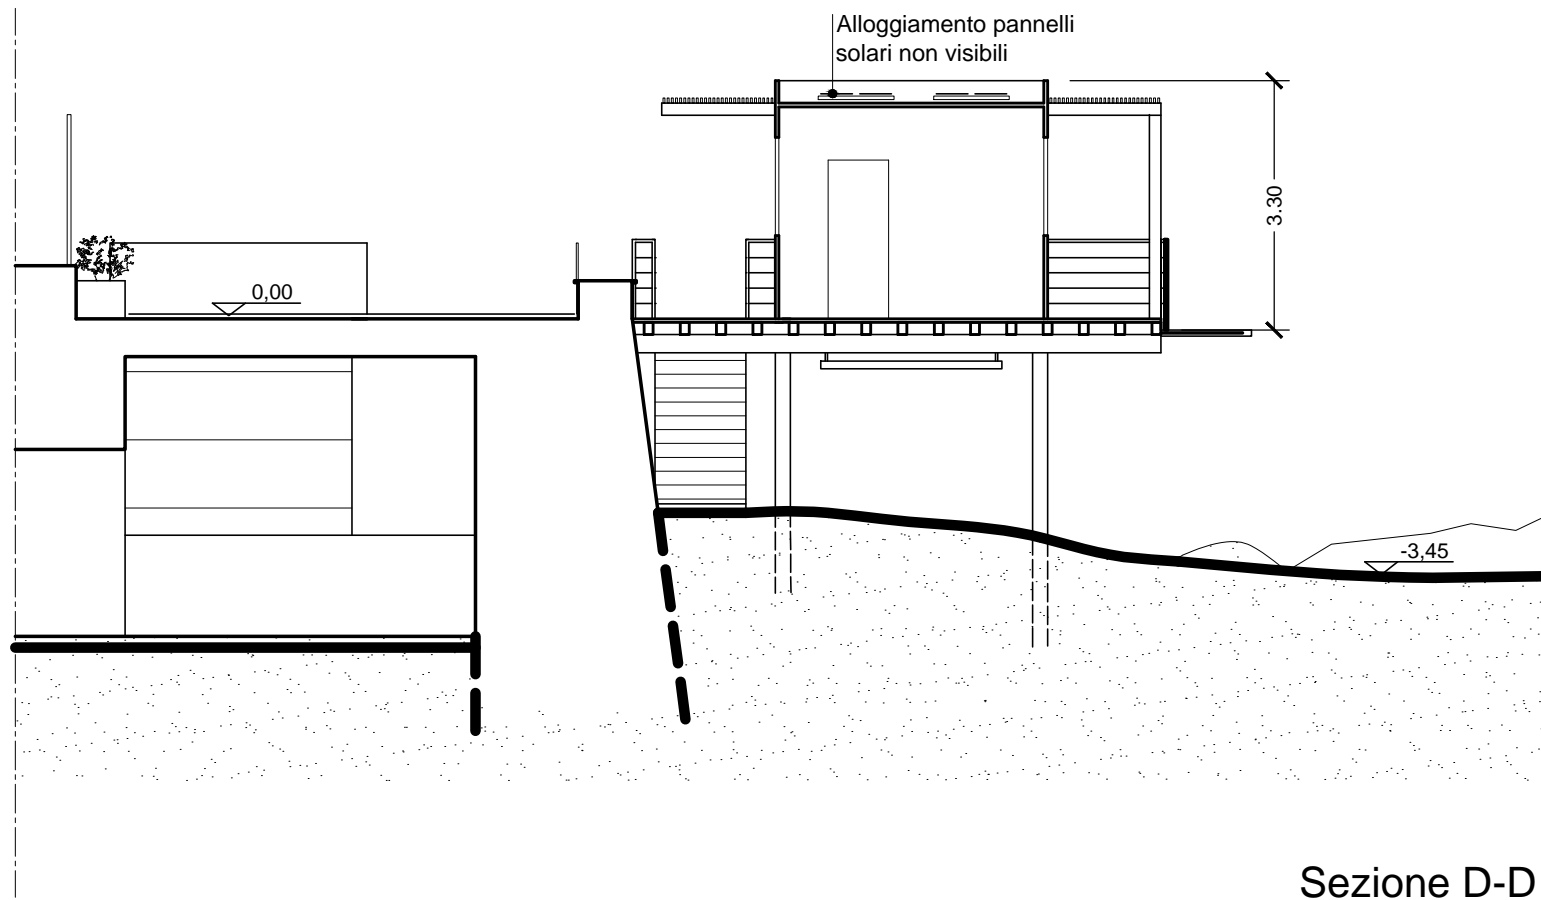 Alloggiamento pannelli
solari non visibili
3.30
0,00
-3,45
Sezione D-D